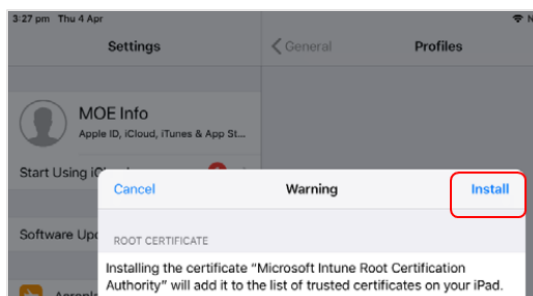 3:27 pm Thu 4 Apr
Settings
General
Profiles
MOE Info
Apple ID, iCloud, iTunes & App St...
Start Using
Cancel
Warning
Install
Software
ROOT CERTIFICATE
Installing the certificate "Microsoft Intune Root Certification
Authority" will add it to the list of trusted certificates on your iPad.